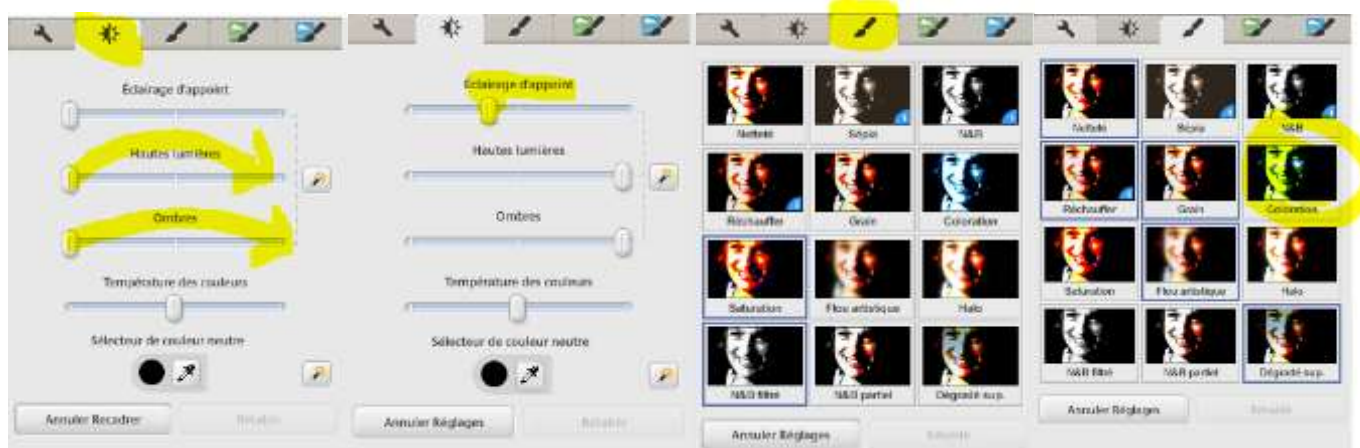 Éclairage d'appoint
Hautes lumières
Ombres
Température des couleurs
Sélecteur de couleur neutre
Annuler Recadrer
Rétablir
Éclairage d'appoint
Hautes lumières
Ombres
Température des couleurs
Sélecteur de couleur neutre
Annuler Réglages
Rétablir
Netteté Sépia N&B
Réchauffer Grain Coloration
Saturation Flou artistique Halo
N&B filtré N&B partiel Dégradé sup.
Annuler Réglages
Netteté Sépia N&B
Réchauffer Grain Coloration
Saturation Flou artistique Halo
N&B filtré N&B partiel Dégradé sup.
Annuler Réglages